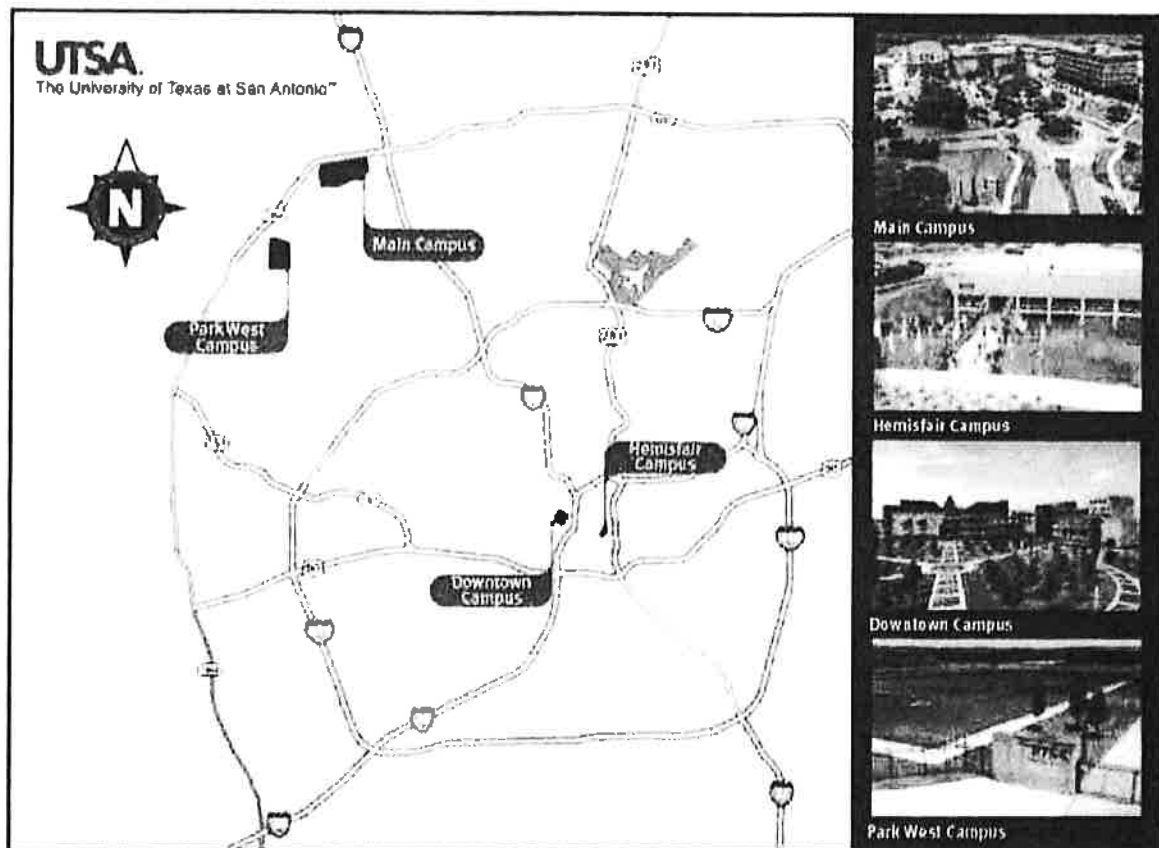 UTSA.
The University of Texas at San Antonio™
N
Main Campus
Park West
Campus
Hemisfair
Campus
Downtown
Campus
Main Campus
Hemisfair Campus
Downtown Campus
Park West Campus